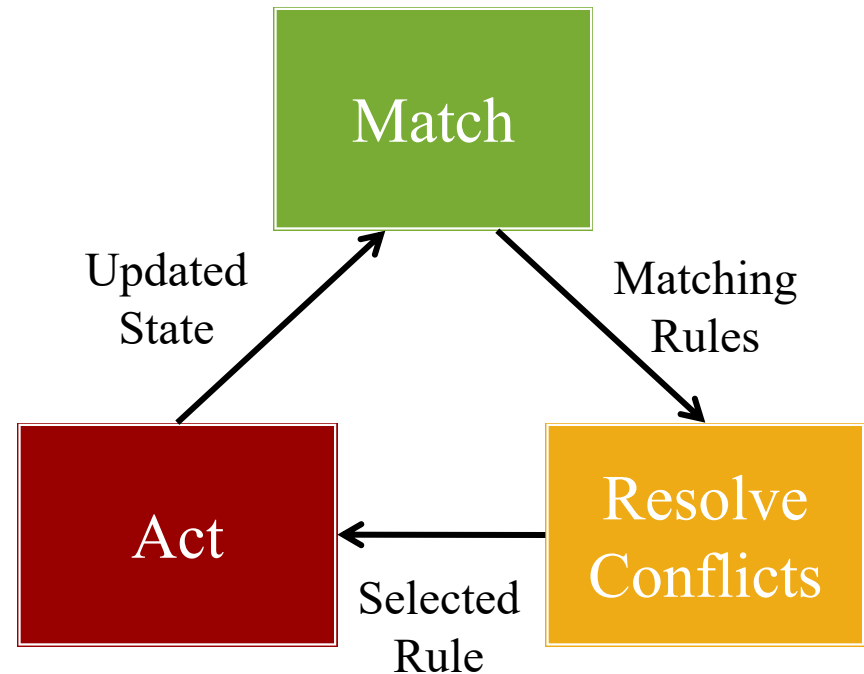 Match
Updated
State
Matching
Rules
Act
Resolve
Conflicts
Selected
Rule